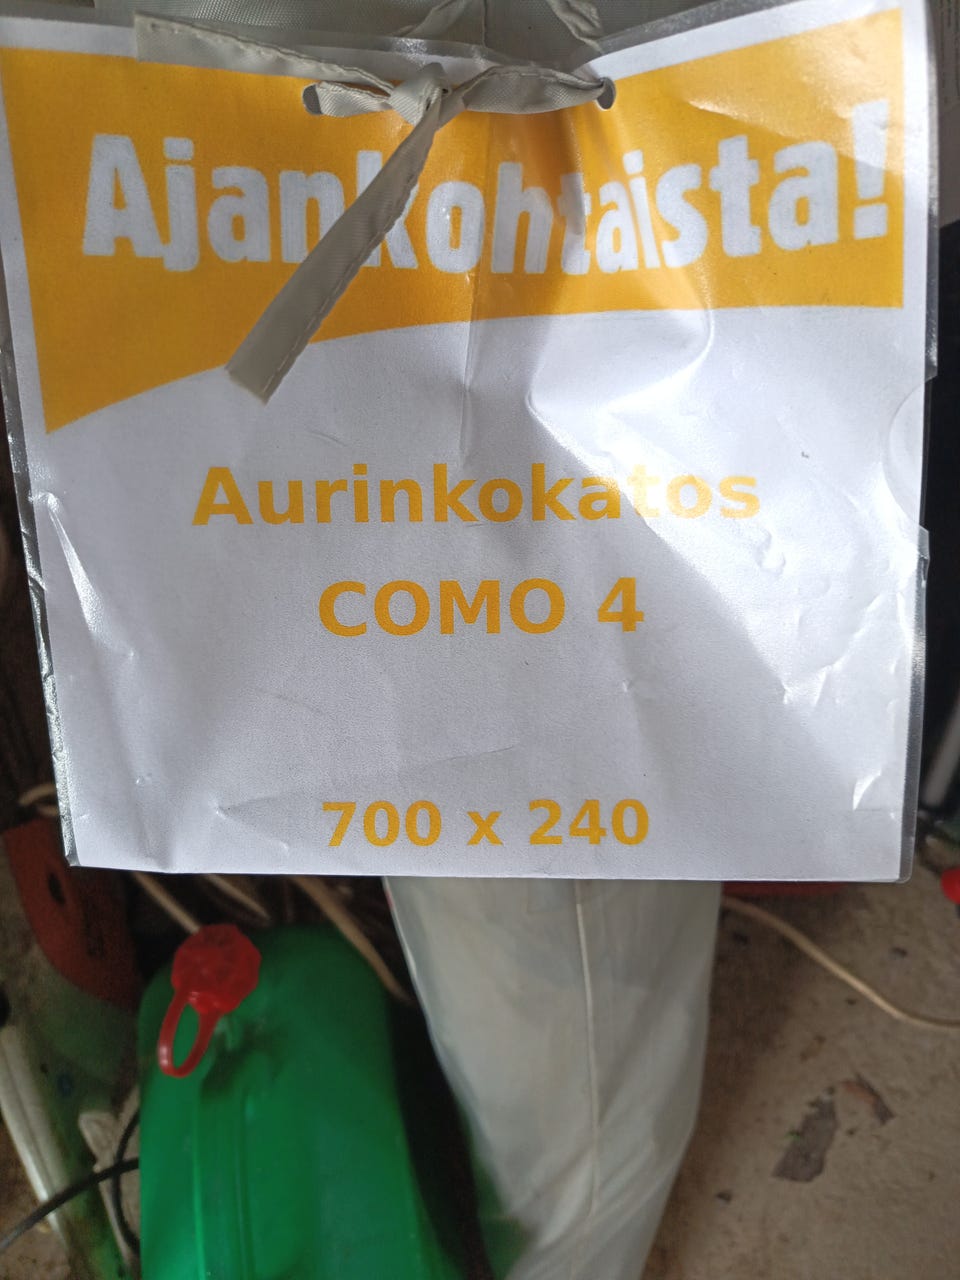 Ajankohtaista!
Aurinkokatos
COMO 4
700 x 240